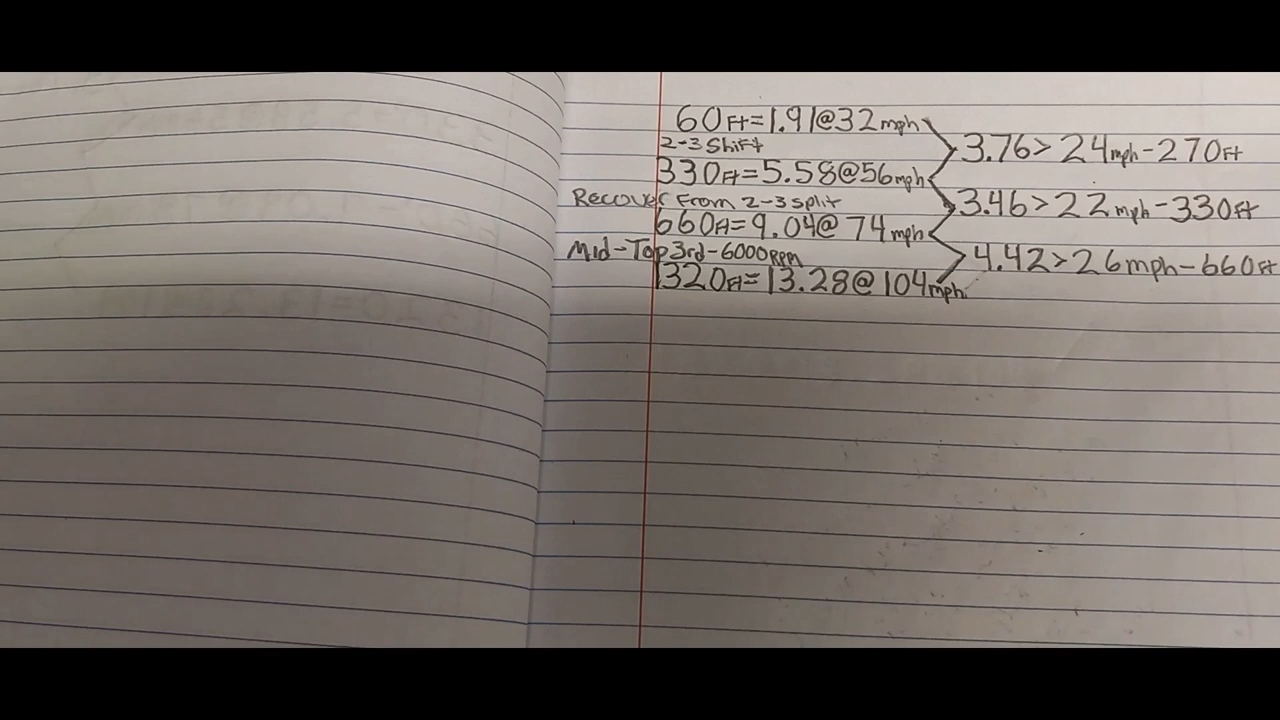 60Ft=1.91@32mph
3.76>24mph-270Ft
2-3 Shift
330Ft=5.58@56mph
Recover From 2-3 split
3.46>22mph-330Ft
660Ft=9.04@74mph
Mid-Top 3rd-6000RPM
4.42>26mph-660Ft
1320Ft=13.28@104mph